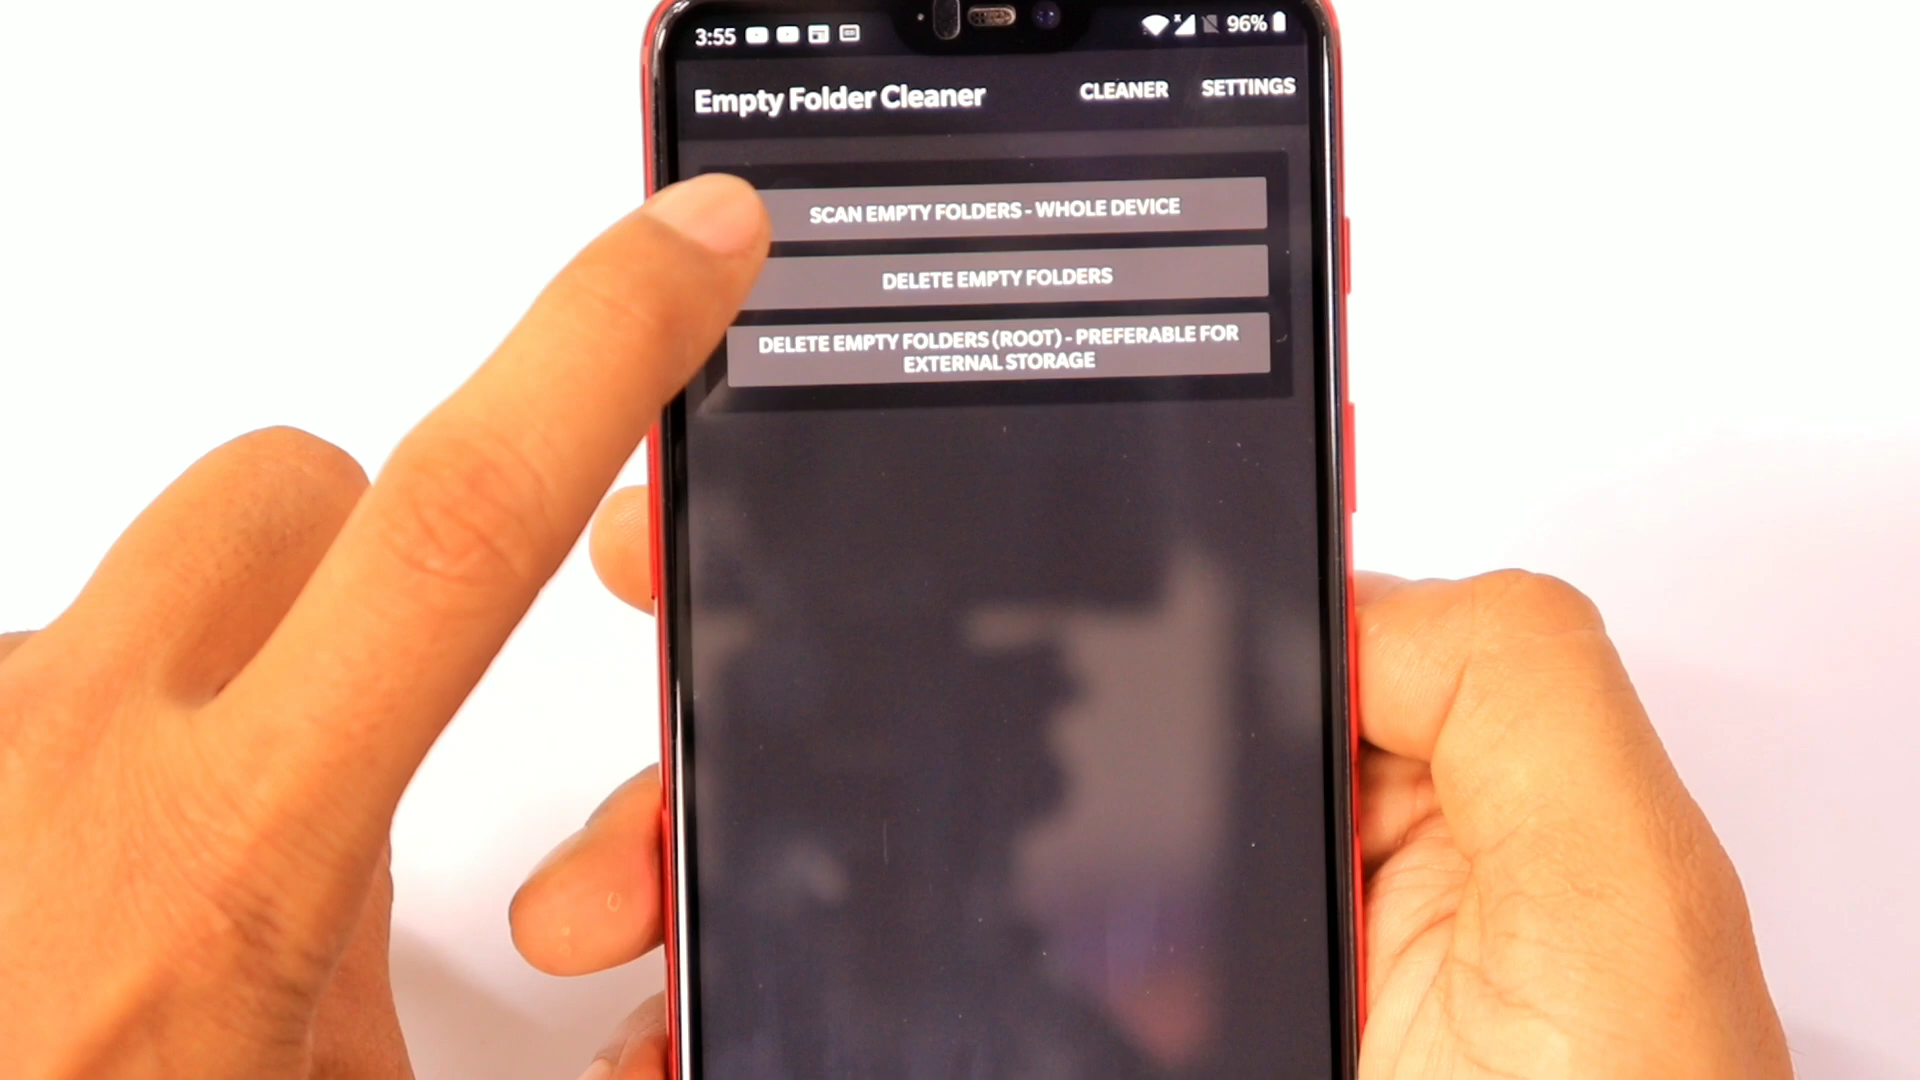 3:55 96%
Empty Folder Cleaner CLEANER SETTINGS
SCAN EMPTY FOLDERS - WHOLE DEVICE
DELETE EMPTY FOLDERS
DELETE EMPTY FOLDERS (ROOT) - PREFERABLE FOR
EXTERNAL STORAGE